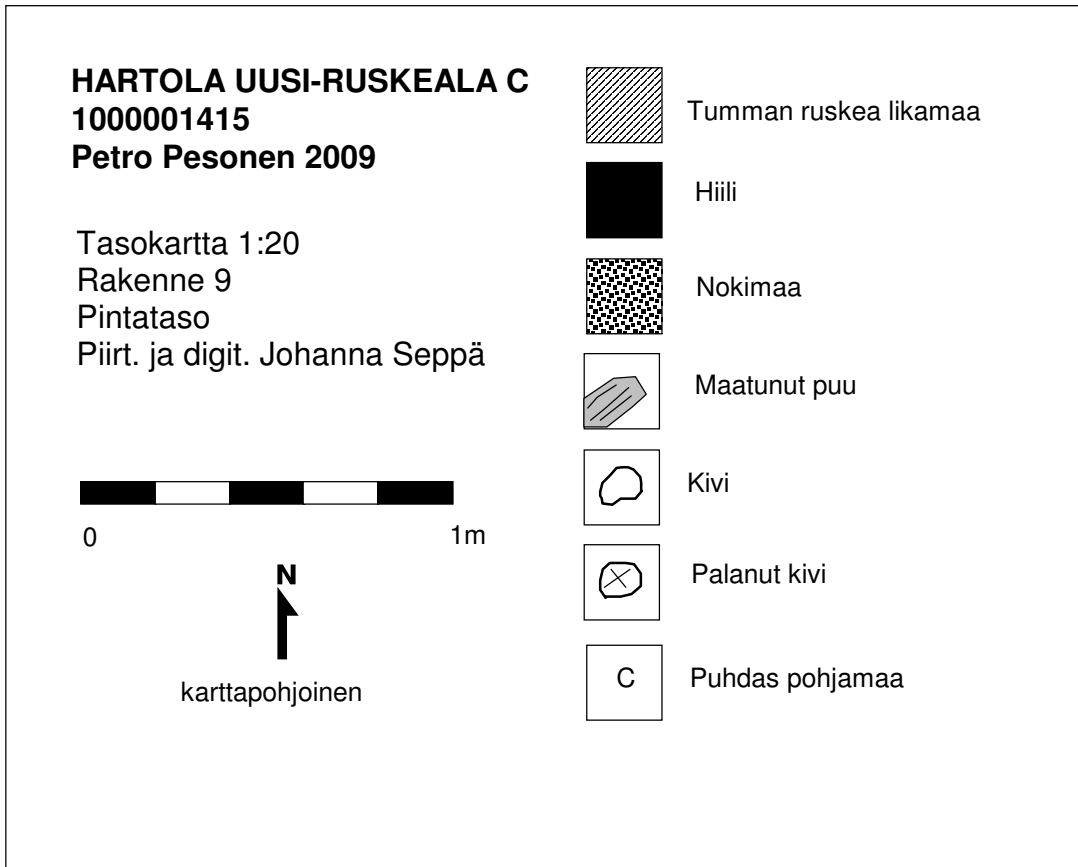 HARTOLA UUSI-RUSKEALA C
1000001415
Petro Pesonen 2009
Tasokartta 1:20
Rakenne 9
Pintataso
Piirt. ja digit. Johanna Seppä
0
1m
N
karttapohjoinen
Tumman ruskea likamaa
Hiili
Nokimaa
Maatunut puu
Kivi
Palanut kivi
C Puhdas pohjamaa